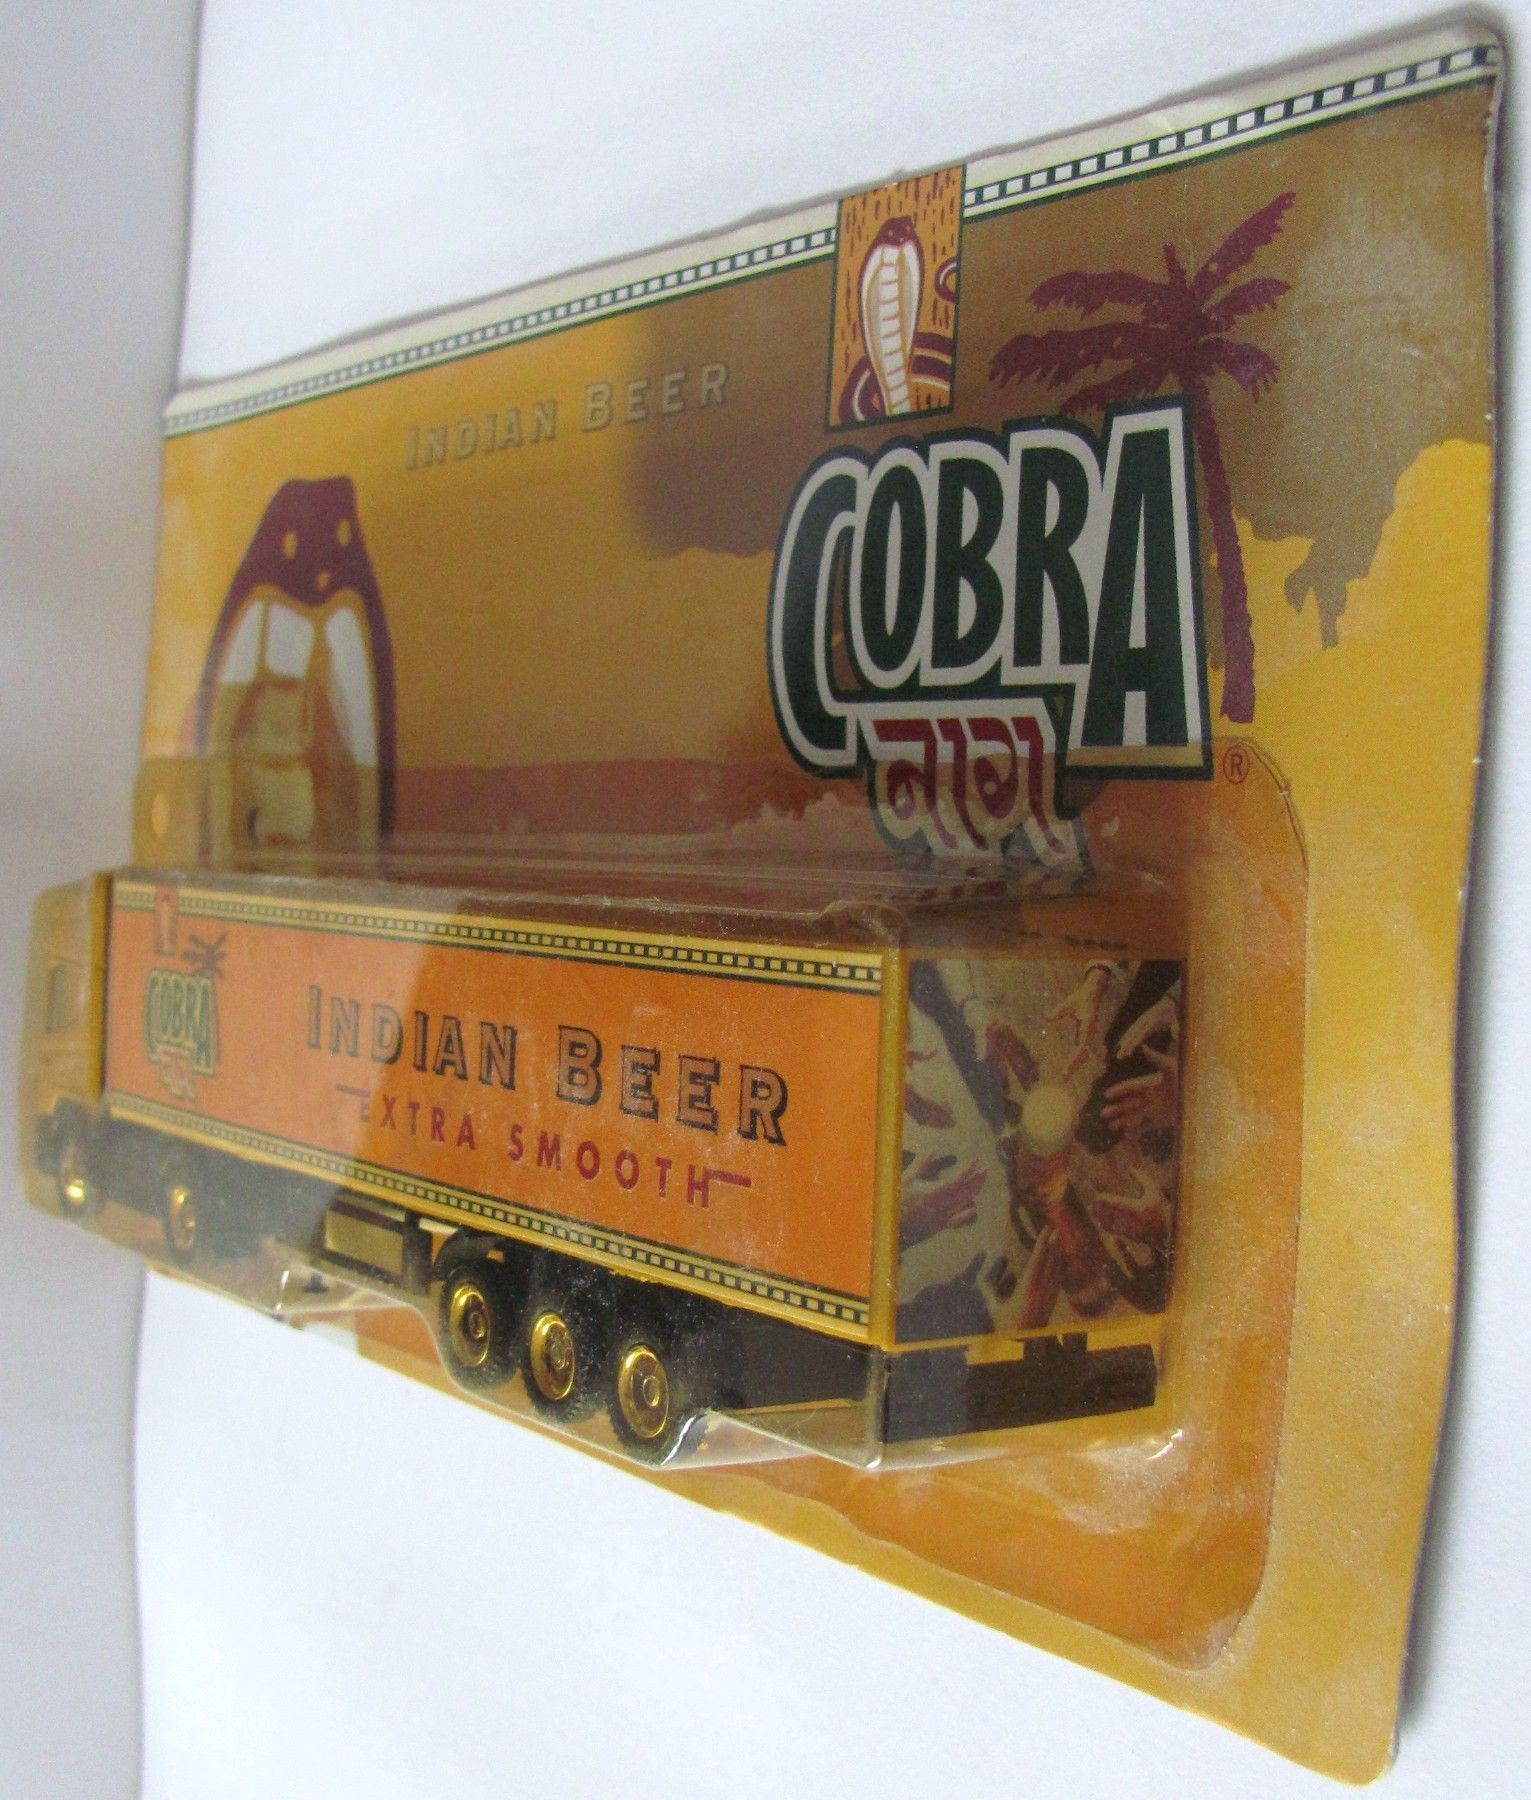 INDIAN BEER
COBRA
नाग
®
COBRA
नाग
INDIAN BEER
EXTRA SMOOTH